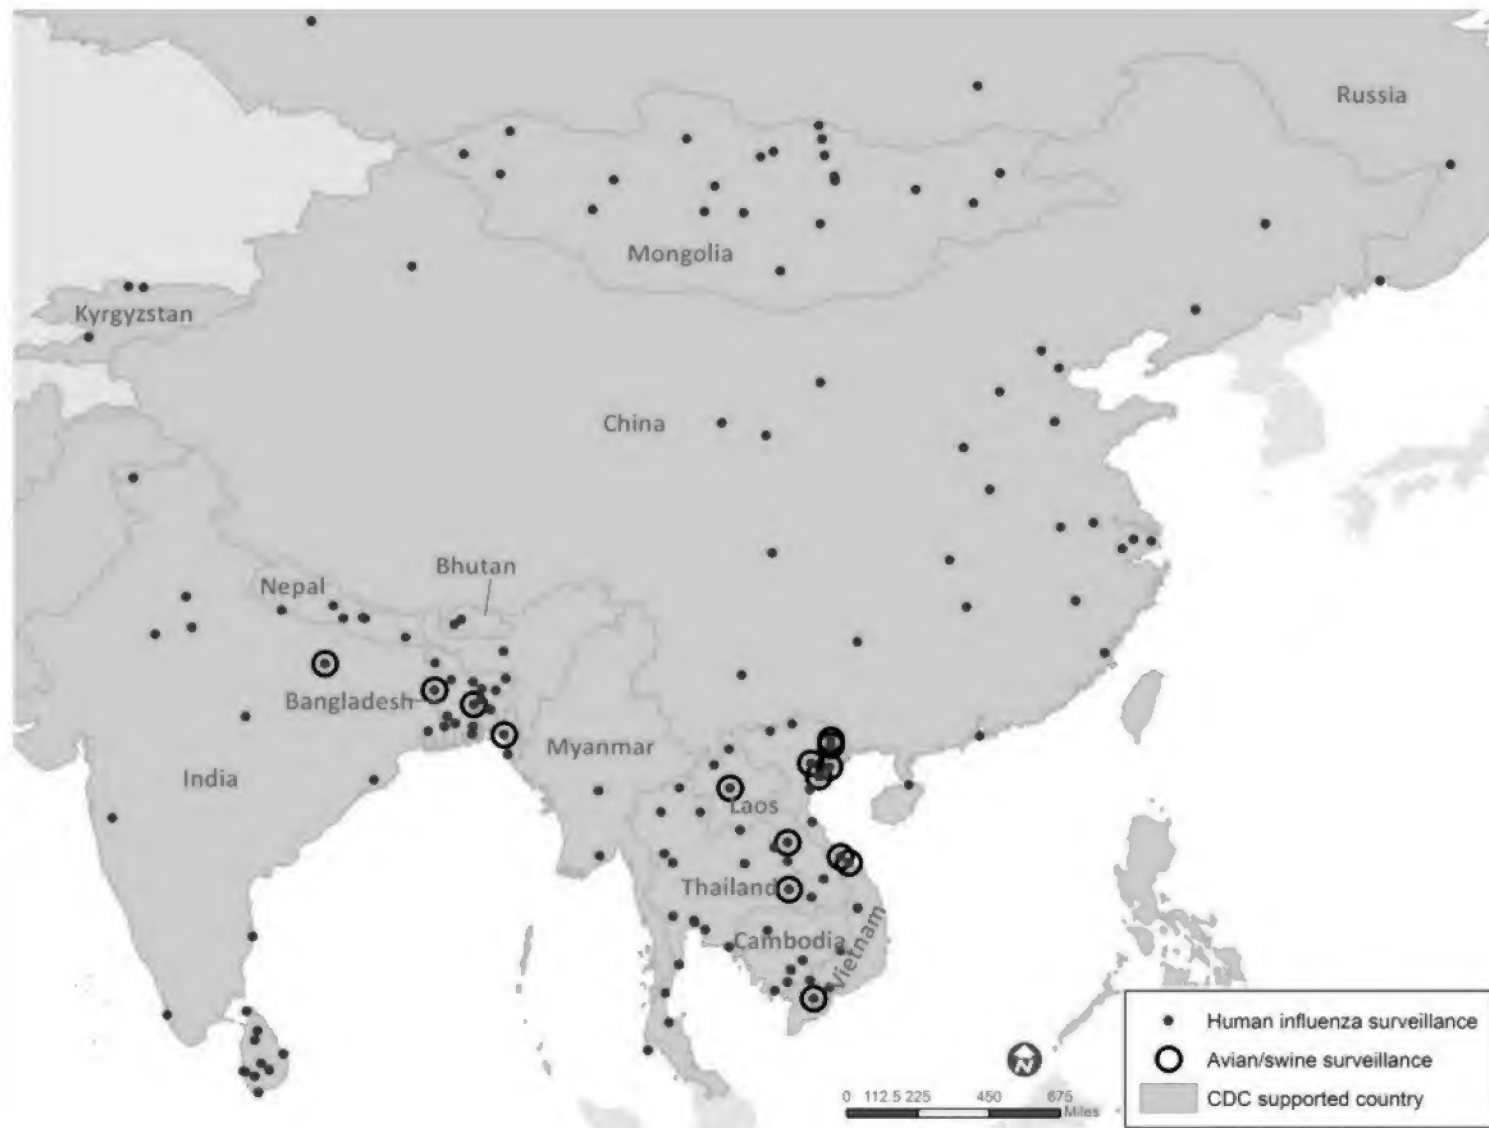 Russia
Mongolia
Kyrgyzstan
China
Bhutan
Nepal
Bangladesh
Myanmar
India
Laos
Thailand
Cambodia
Vietnam
Human influenza surveillance
Avian/swine surveillance
CDC supported country
N
0 112.5 225 450 675
Miles